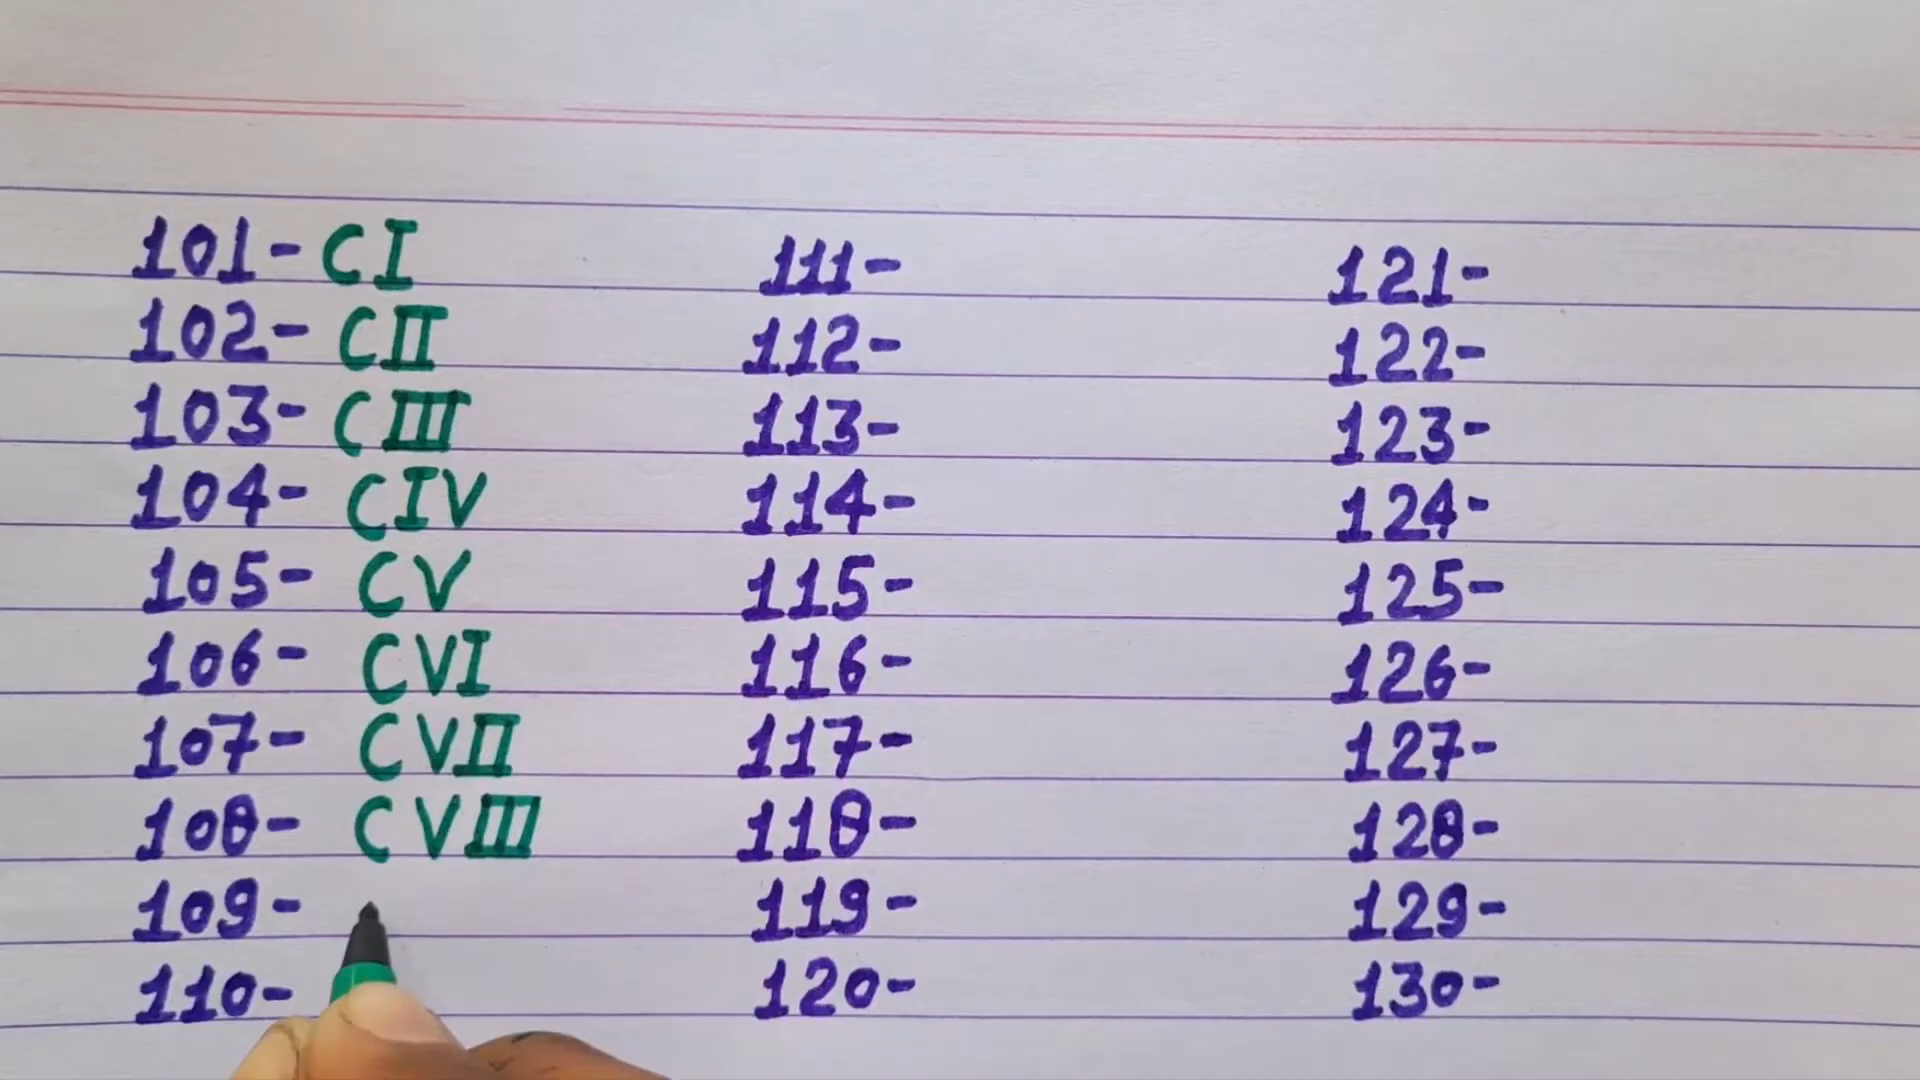 101- CI
102- CII
103- CIII
104- CIV
105- CV
106- CVI
107- CVII
108- CVIII
109-
110-
111-
112-
113-
114-
115-
116-
117-
118-
119-
120-
121-
122-
123-
124-
125-
126-
127-
128-
129-
130-